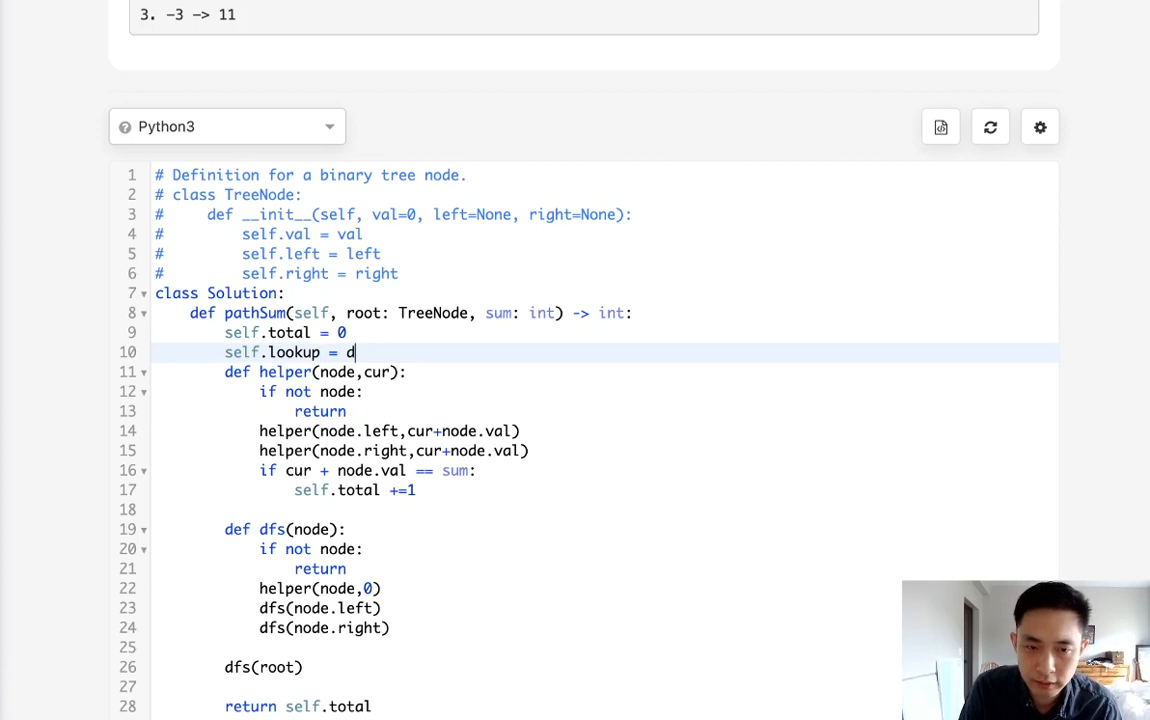 3. -3 -> 11
Python3
1 # Definition for a binary tree node.
2 # class TreeNode:
3 #     def __init__(self, val=0, left=None, right=None):
4 #         self.val = val
5 #         self.left = left
6 #         self.right = right
7 class Solution:
8     def pathSum(self, root: TreeNode, sum: int) -> int:
9         self.total = 0
10         self.lookup = d
11         def helper(node,cur):
12             if not node:
13                 return
14             helper(node.left,cur+node.val)
15             helper(node.right,cur+node.val)
16             if cur + node.val == sum:
17                 self.total +=1
18
19         def dfs(node):
20             if not node:
21                 return
22             helper(node,0)
23             dfs(node.left)
24             dfs(node.right)
25
26         dfs(root)
27
28         return self.total